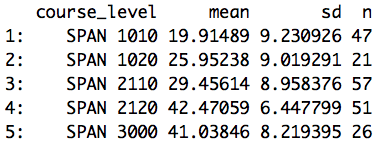 course_level mean sd n
1: SPAN 1010 19.91489 9.230926 47
2: SPAN 1020 25.95238 9.019291 21
3: SPAN 2110 29.45614 8.958376 57
4: SPAN 2120 42.47059 6.447799 51
5: SPAN 3000 41.03846 8.219395 26